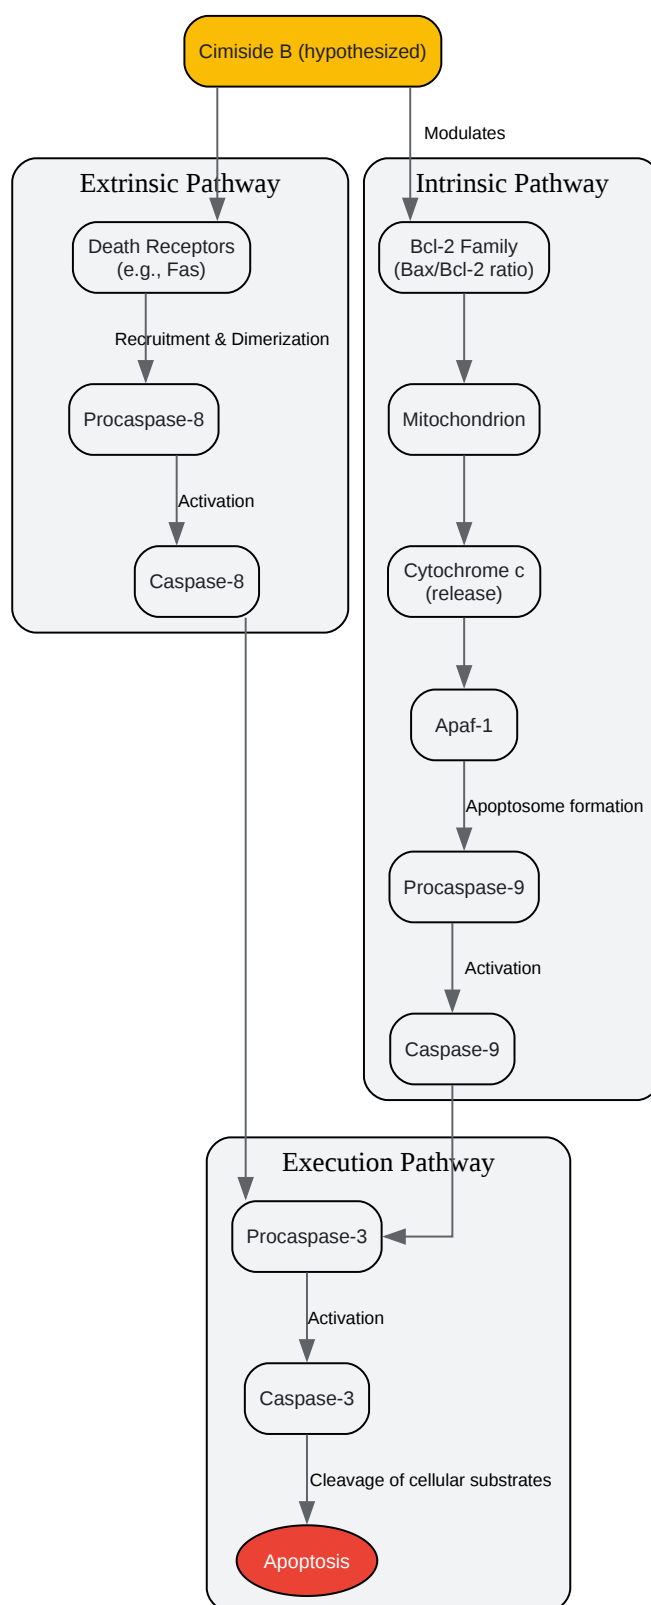 Cimiside B (hypothesized)
Modulates
Extrinsic Pathway
Death Receptors
(e.g., Fas)
Recruitment & Dimerization
Procaspase-8
Activation
Caspase-8
Intrinsic Pathway
Bcl-2 Family
(Bax/Bcl-2 ratio)
Mitochondrion
Cytochrome c
(release)
Apaf-1
Apoptosome formation
Procaspase-9
Activation
Caspase-9
Execution Pathway
Procaspase-3
Activation
Caspase-3
Cleavage of cellular substrates
Apoptosis